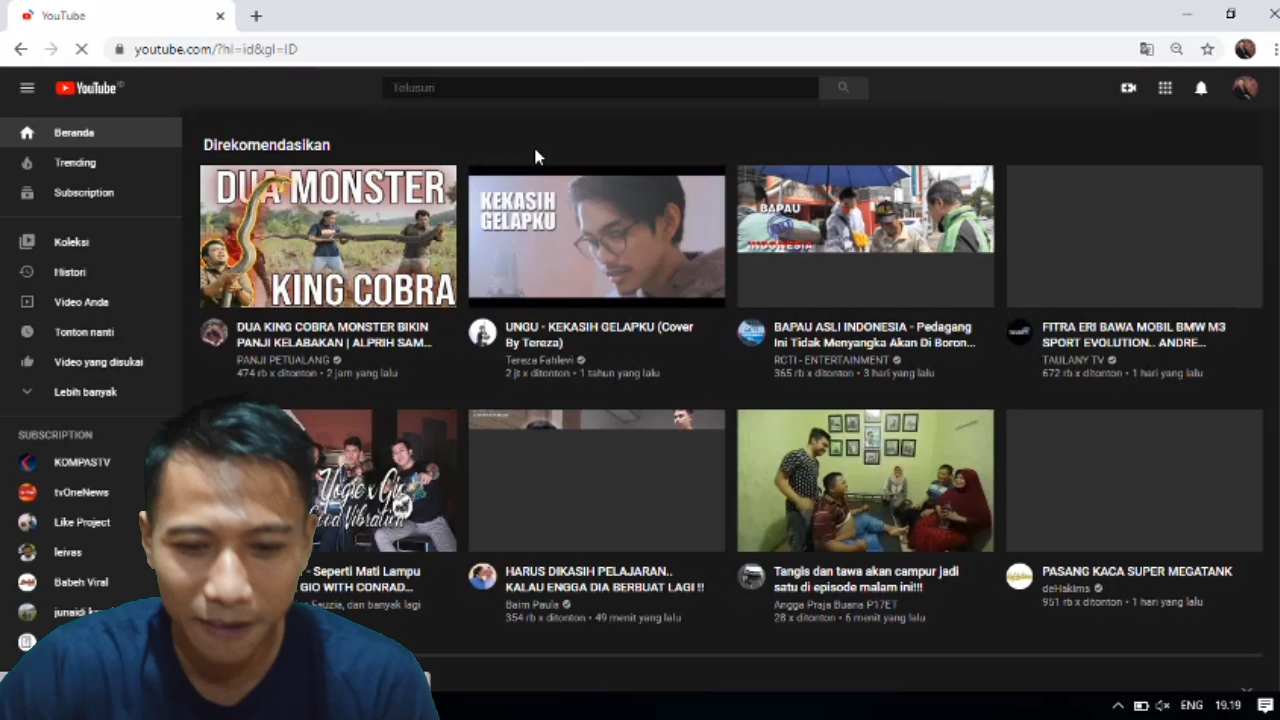 YouTube
youtube.com/?hl=id&gl=ID
YouTube ID
Telusuri
Beranda
Trending
Subscription
Koleksi
Histori
Video Anda
Tonton nanti
Video yang disukai
Lebih banyak
SUBSCRIPTION
KOMPASTV
tvOneNews
Like Project
leivas
Babeh Viral
junaidi
Direkomendasikan
DUA MONSTER
KING COBRA
DUA KING COBRA MONSTER BIKIN
PANJI KELABAKAN | ALPRIH SAM...
PANJI PETUALANG
474 rb x ditonton • 2 jam yang lalu
KEKASIH
GELAPKU
UNGU - KEKASIH GELAPKU (Cover
By Tereza)
Tereza Fahlevi
2 jt x ditonton • 1 tahun yang lalu
BAPAU
INDONESIA
BAPAU ASLI INDONESIA - Pedagang
Ini Tidak Menyangka Akan Di Boron...
RCTI - ENTERTAINMENT
365 rb x ditonton • 3 hari yang lalu
FITRA ERI BAWA MOBIL BMW M3
SPORT EVOLUTION.. ANDRE...
TAULANY TV
672 rb x ditonton • 1 hari yang lalu
Yogie x Gio
Good Vibration
- Seperti Mati Lampu
GIO WITH CONRAD...
Fauzia, dan banyak lagi
HARUS DIKASIH PELAJARAN..
KALAU ENGGA DIA BERBUAT LAGI !!
Baim Paula
354 rb x ditonton • 49 menit yang lalu
Tangis dan tawa akan campur jadi
satu di episode malam ini!!!
Angga Praja Buana P17ET
28 x ditonton • 6 menit yang lalu
PASANG KACA SUPER MEGATANK
deHakims
951 rb x ditonton • 1 hari yang lalu
ENG
19.19